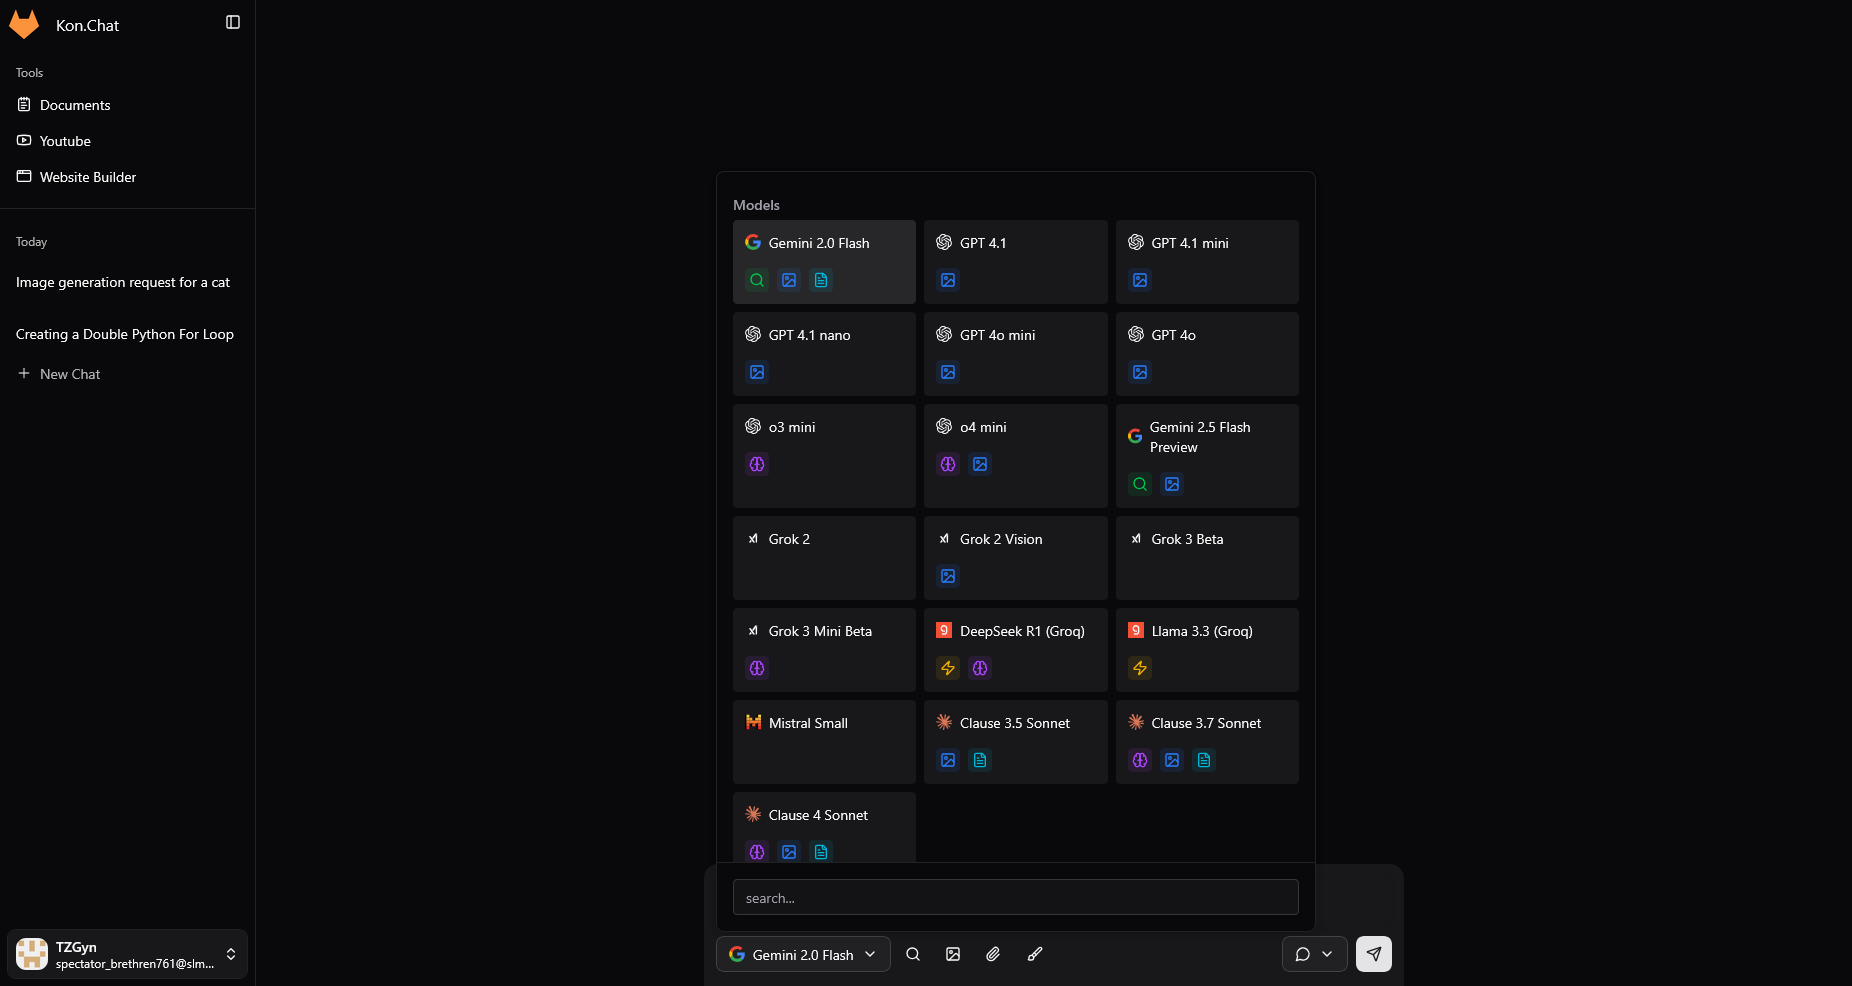 Kon.Chat
Tools
Documents
Youtube
Website Builder
Today
Image generation request for a cat
Creating a Double Python For Loop
New Chat
TZGyn
spectator_brethren761@slm...
Models
Gemini 2.0 Flash
GPT 4.1
GPT 4.1 mini
GPT 4.1 nano
GPT 4o mini
GPT 4o
o3 mini
o4 mini
Gemini 2.5 Flash
Preview
Grok 2
Grok 2 Vision
Grok 3 Beta
Grok 3 Mini Beta
DeepSeek R1 (Groq)
Llama 3.3 (Groq)
Mistral Small
Clause 3.5 Sonnet
Clause 3.7 Sonnet
Clause 4 Sonnet
search...
Gemini 2.0 Flash